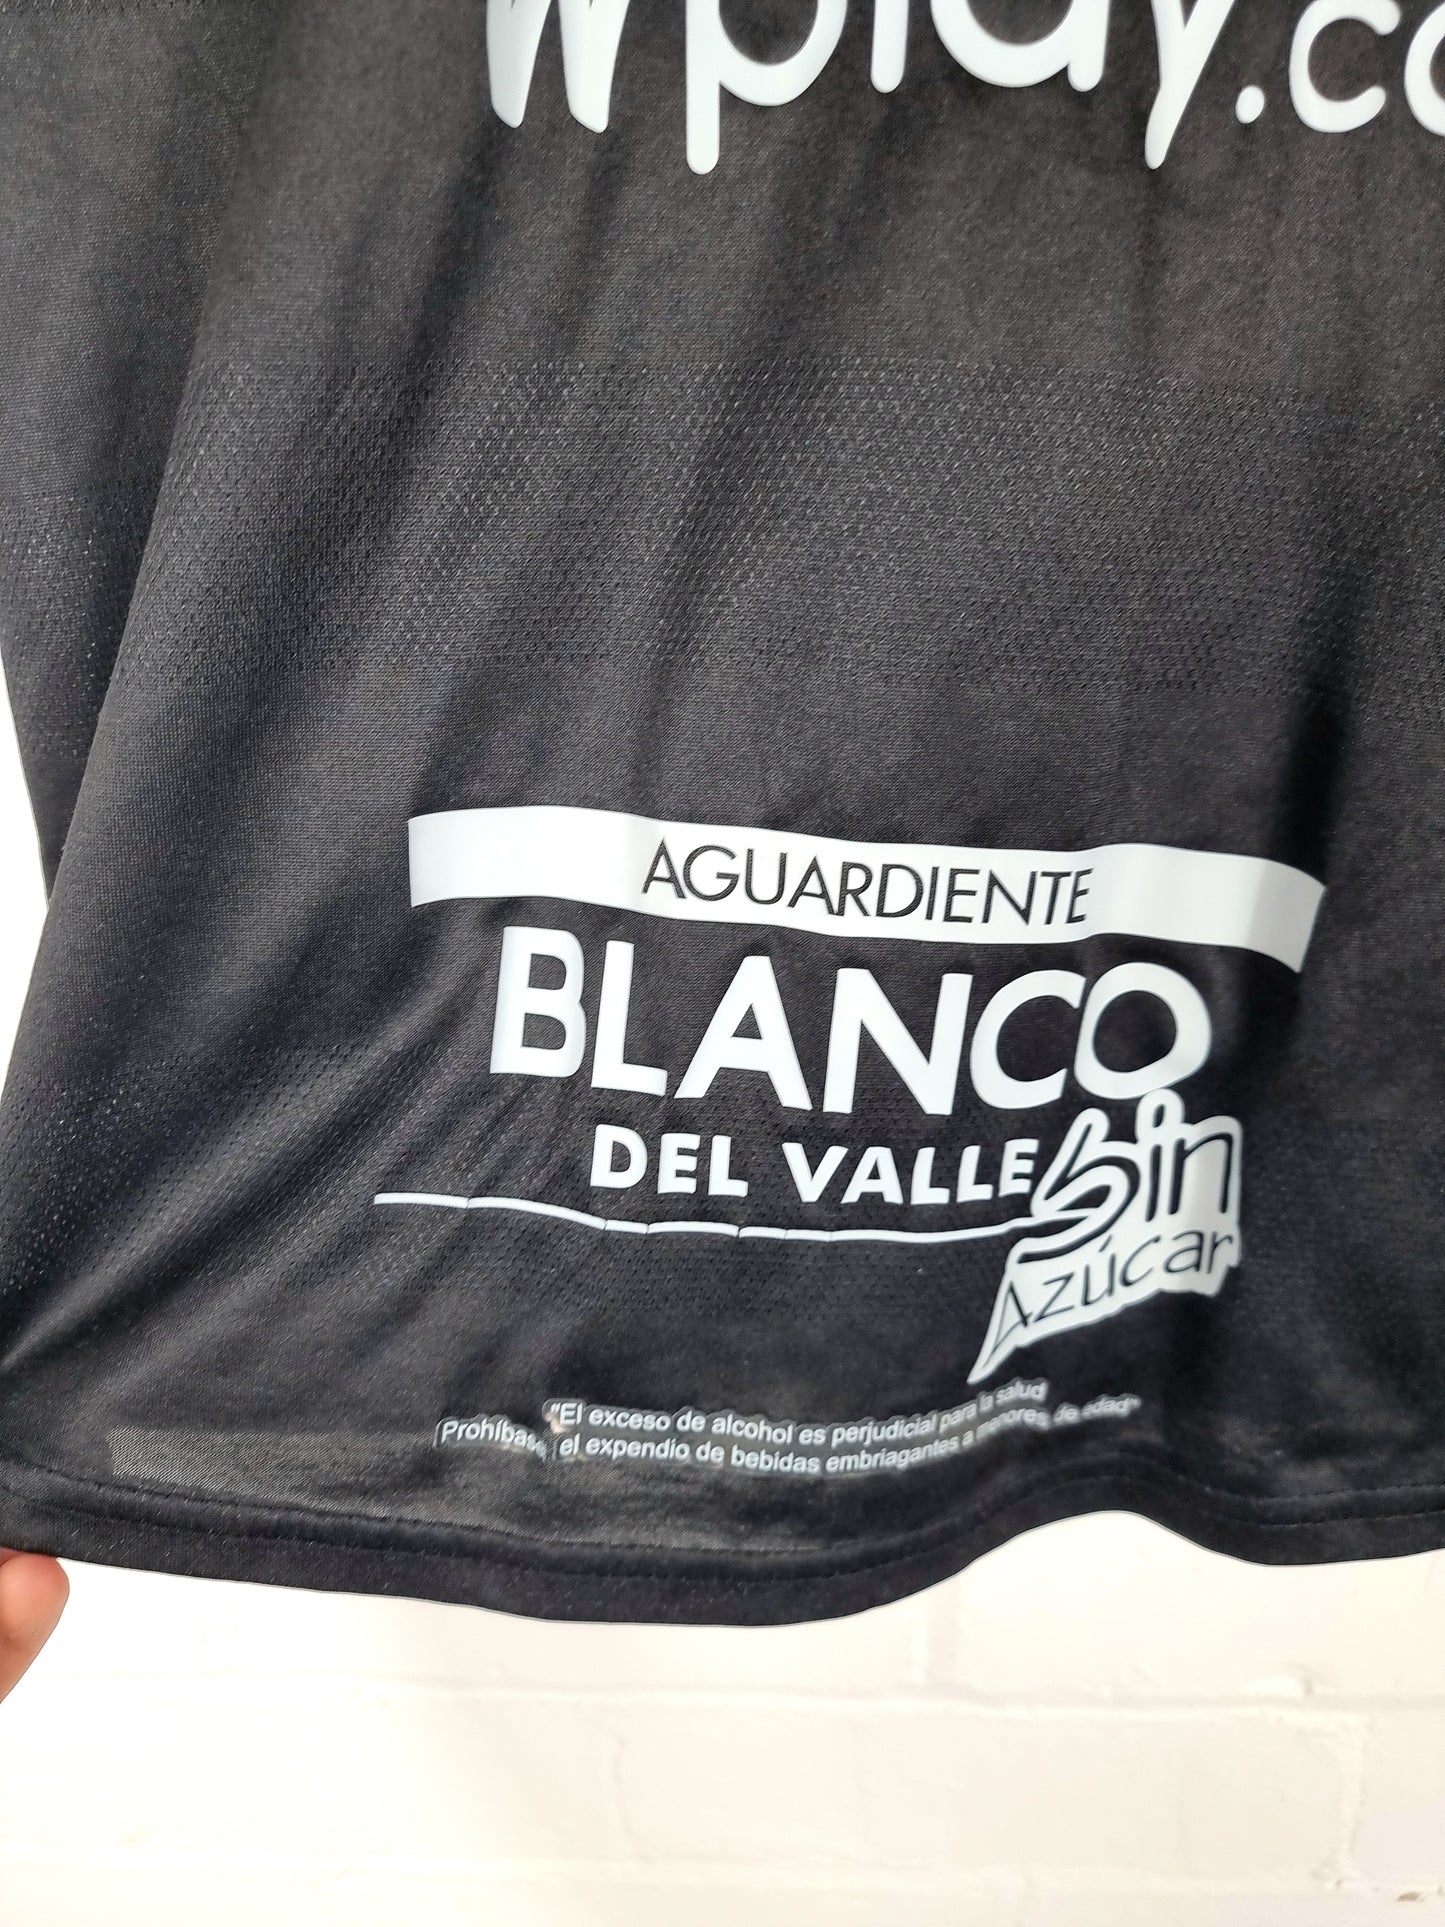 Wplay.co
AGUARDIENTE
BLANCO
DEL VALLE
Sin
Azúcar
"El exceso de alcohol es perjudicial para la salud
Prohíbase el expendio de bebidas embriagantes a menores de edad"